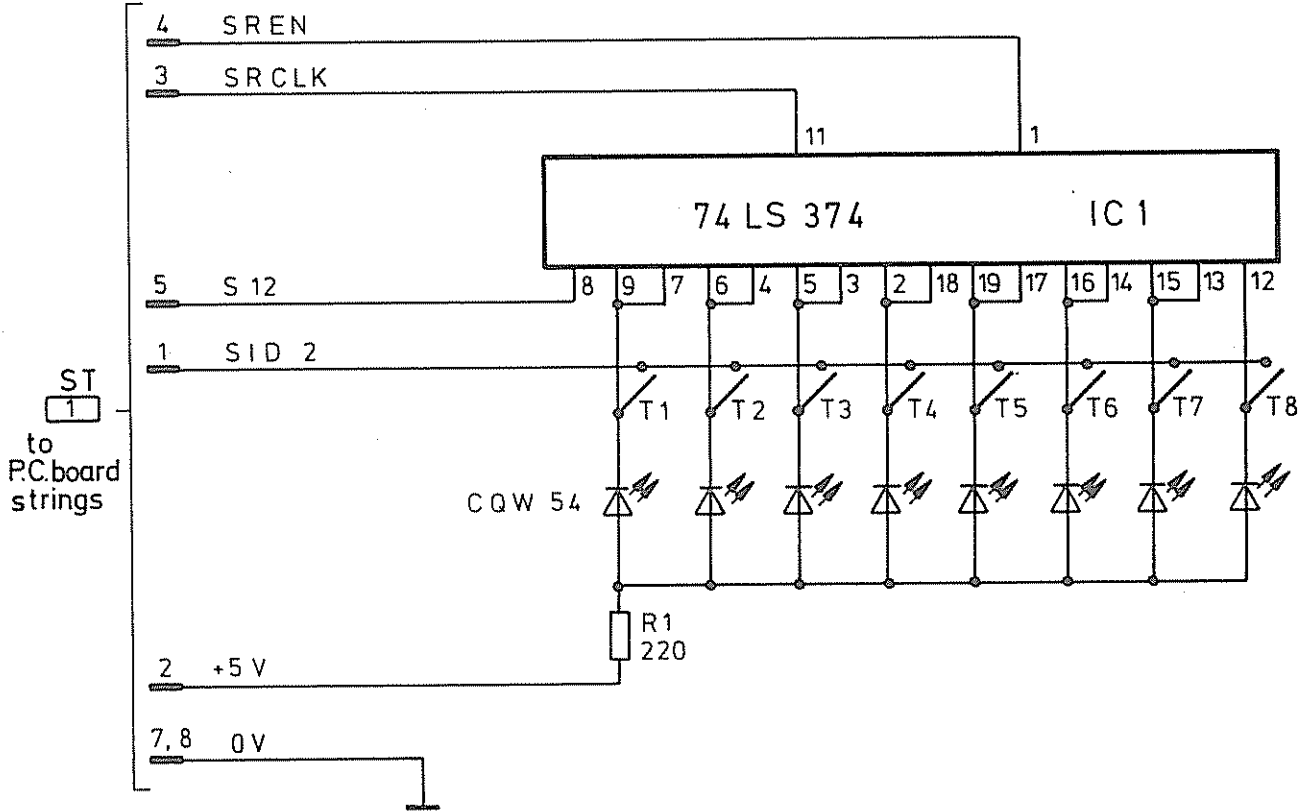 4 SREN
3 SRCLK
11 1
74 LS 374 IC 1
5 S 12
8 9 7 6 4 5 3 2 18 19 17 16 14 15 13 12
1 SID 2
ST
1
to
P.C. board
strings
T1 T2 T3 T4 T5 T6 T7 T8
CQW 54
R1
220
2 +5 V
7, 8 0V